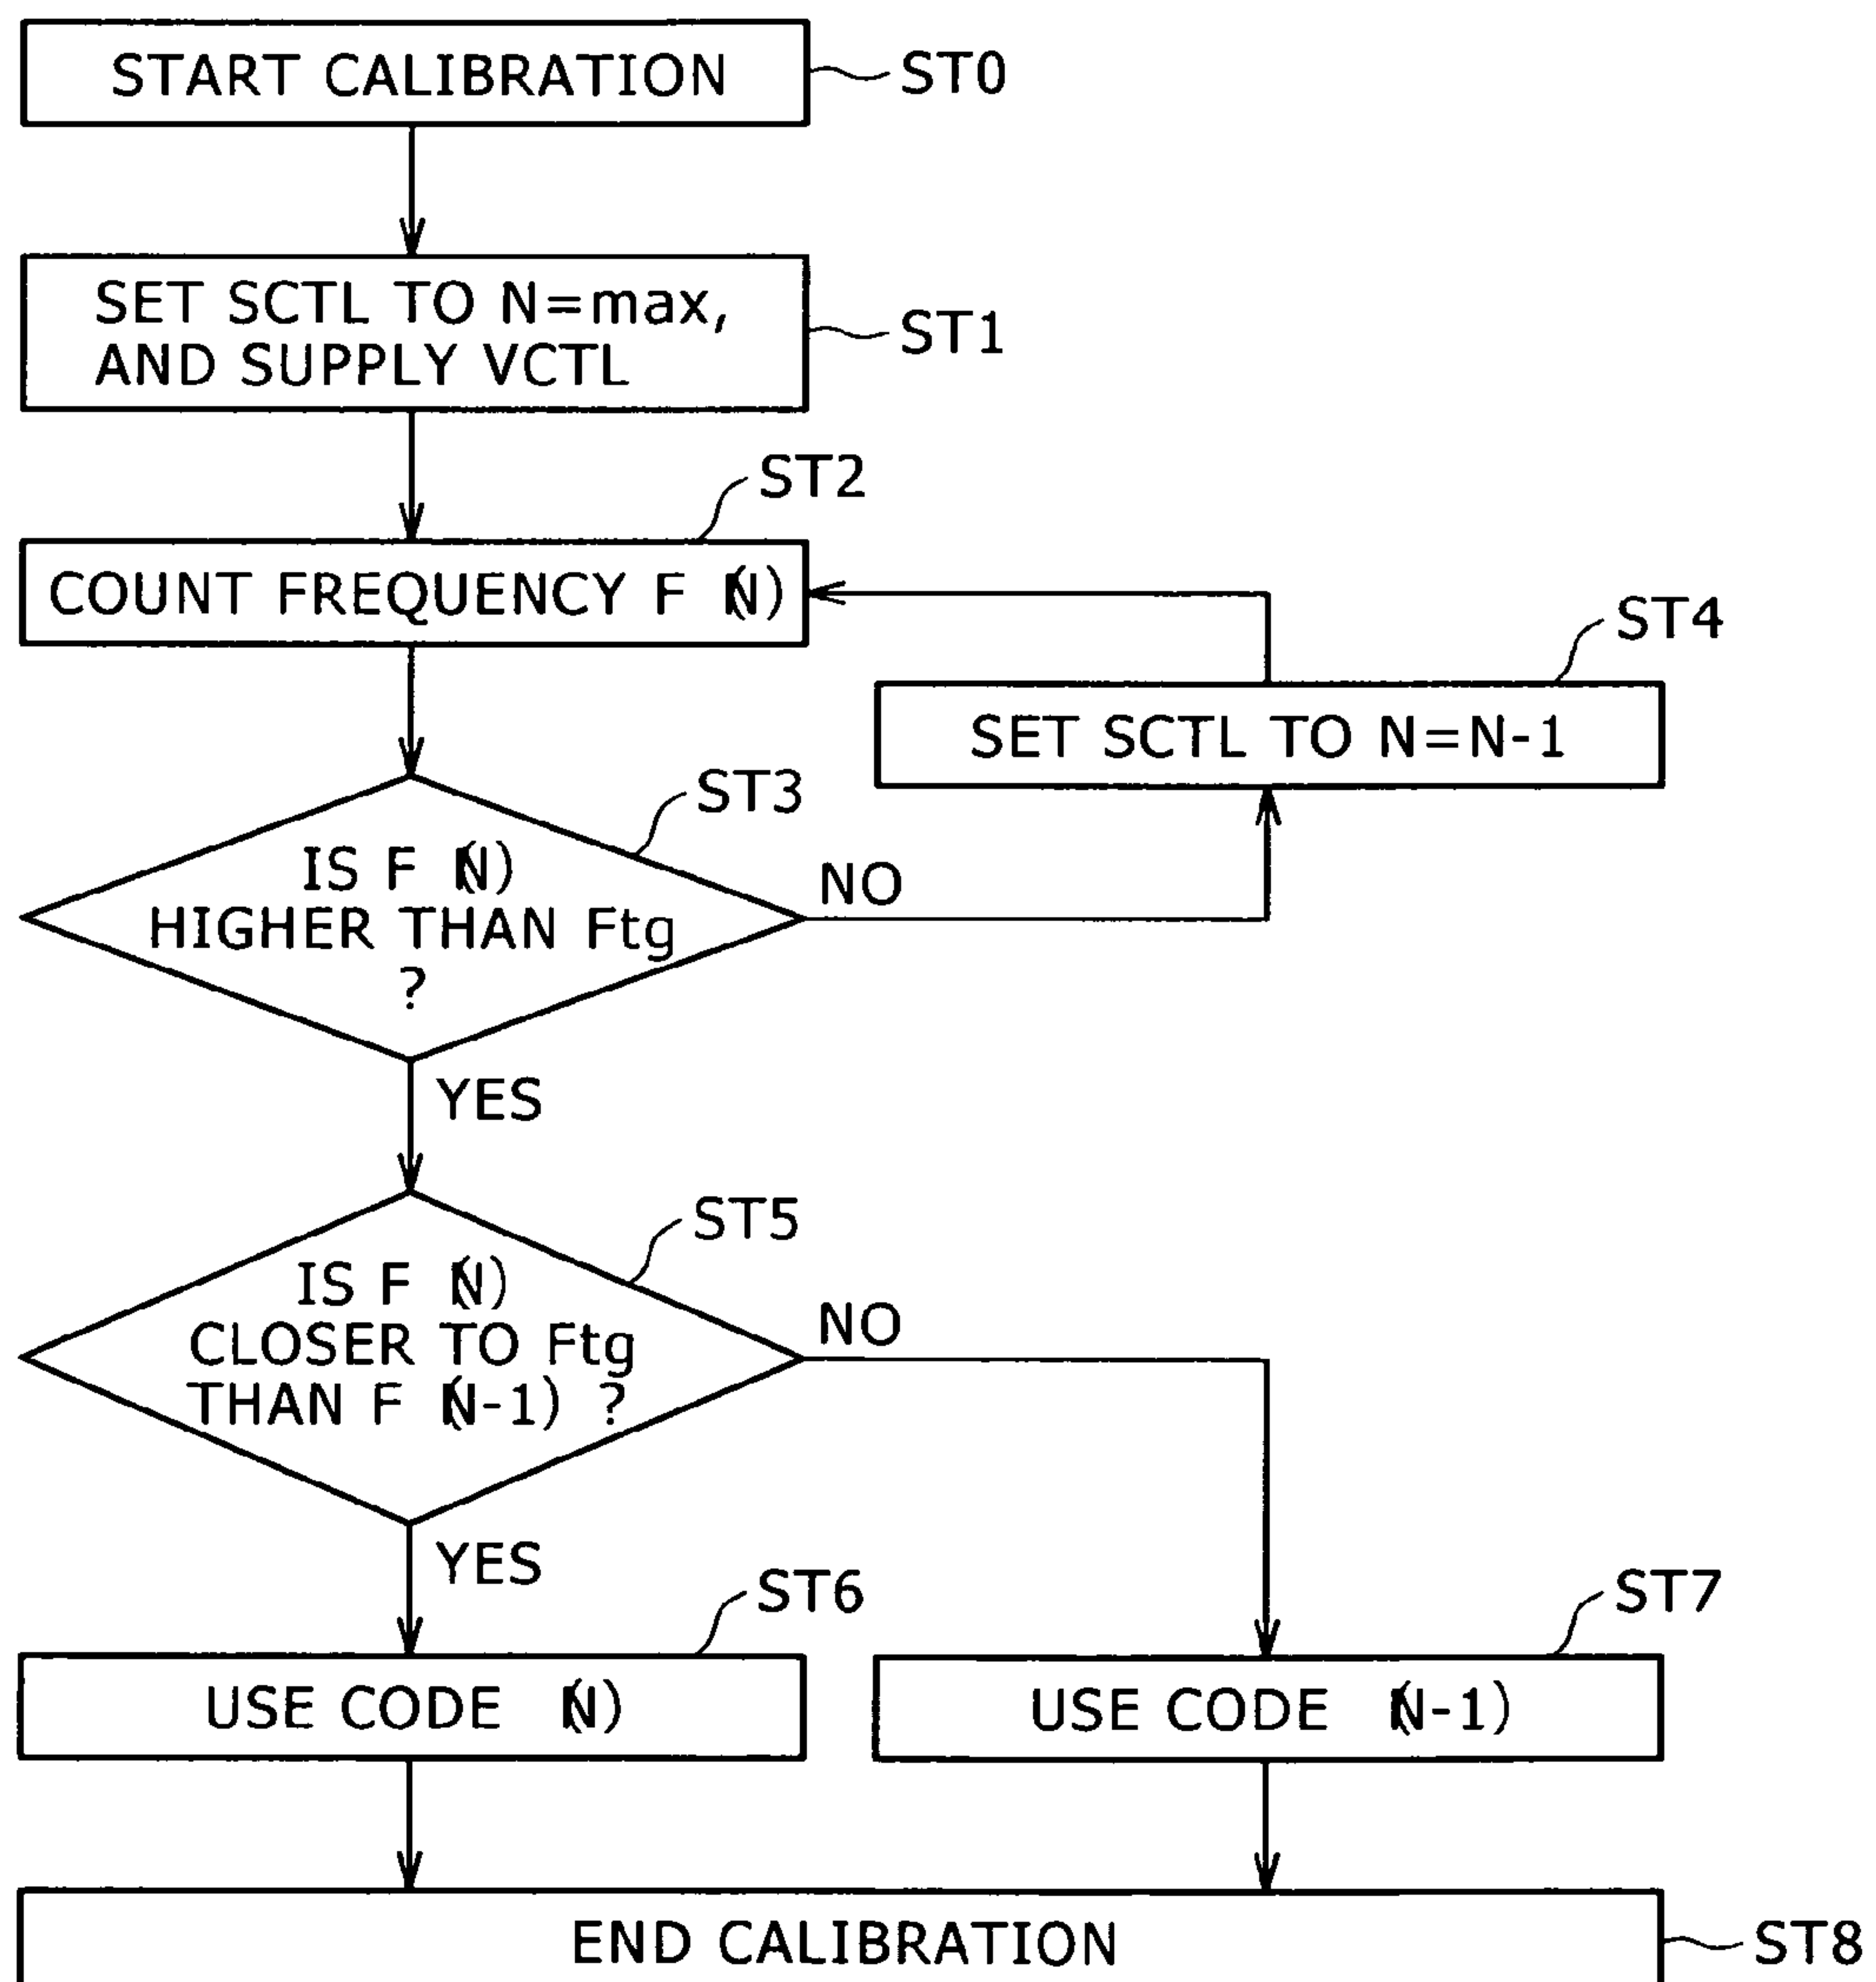 START CALIBRATION
ST0
SET SCTL TO N=max,
AND SUPPLY VCTL
ST1
ST2
COUNT FREQUENCY F (N)
ST4
SET SCTL TO N=N-1
ST3
IS F (N)
HIGHER THAN Ftg
?
NO
YES
ST5
IS F (N)
CLOSER TO Ftg
THAN F (N-1) ?
NO
YES
ST6
USE CODE (N)
ST7
USE CODE (N-1)
END CALIBRATION
ST8